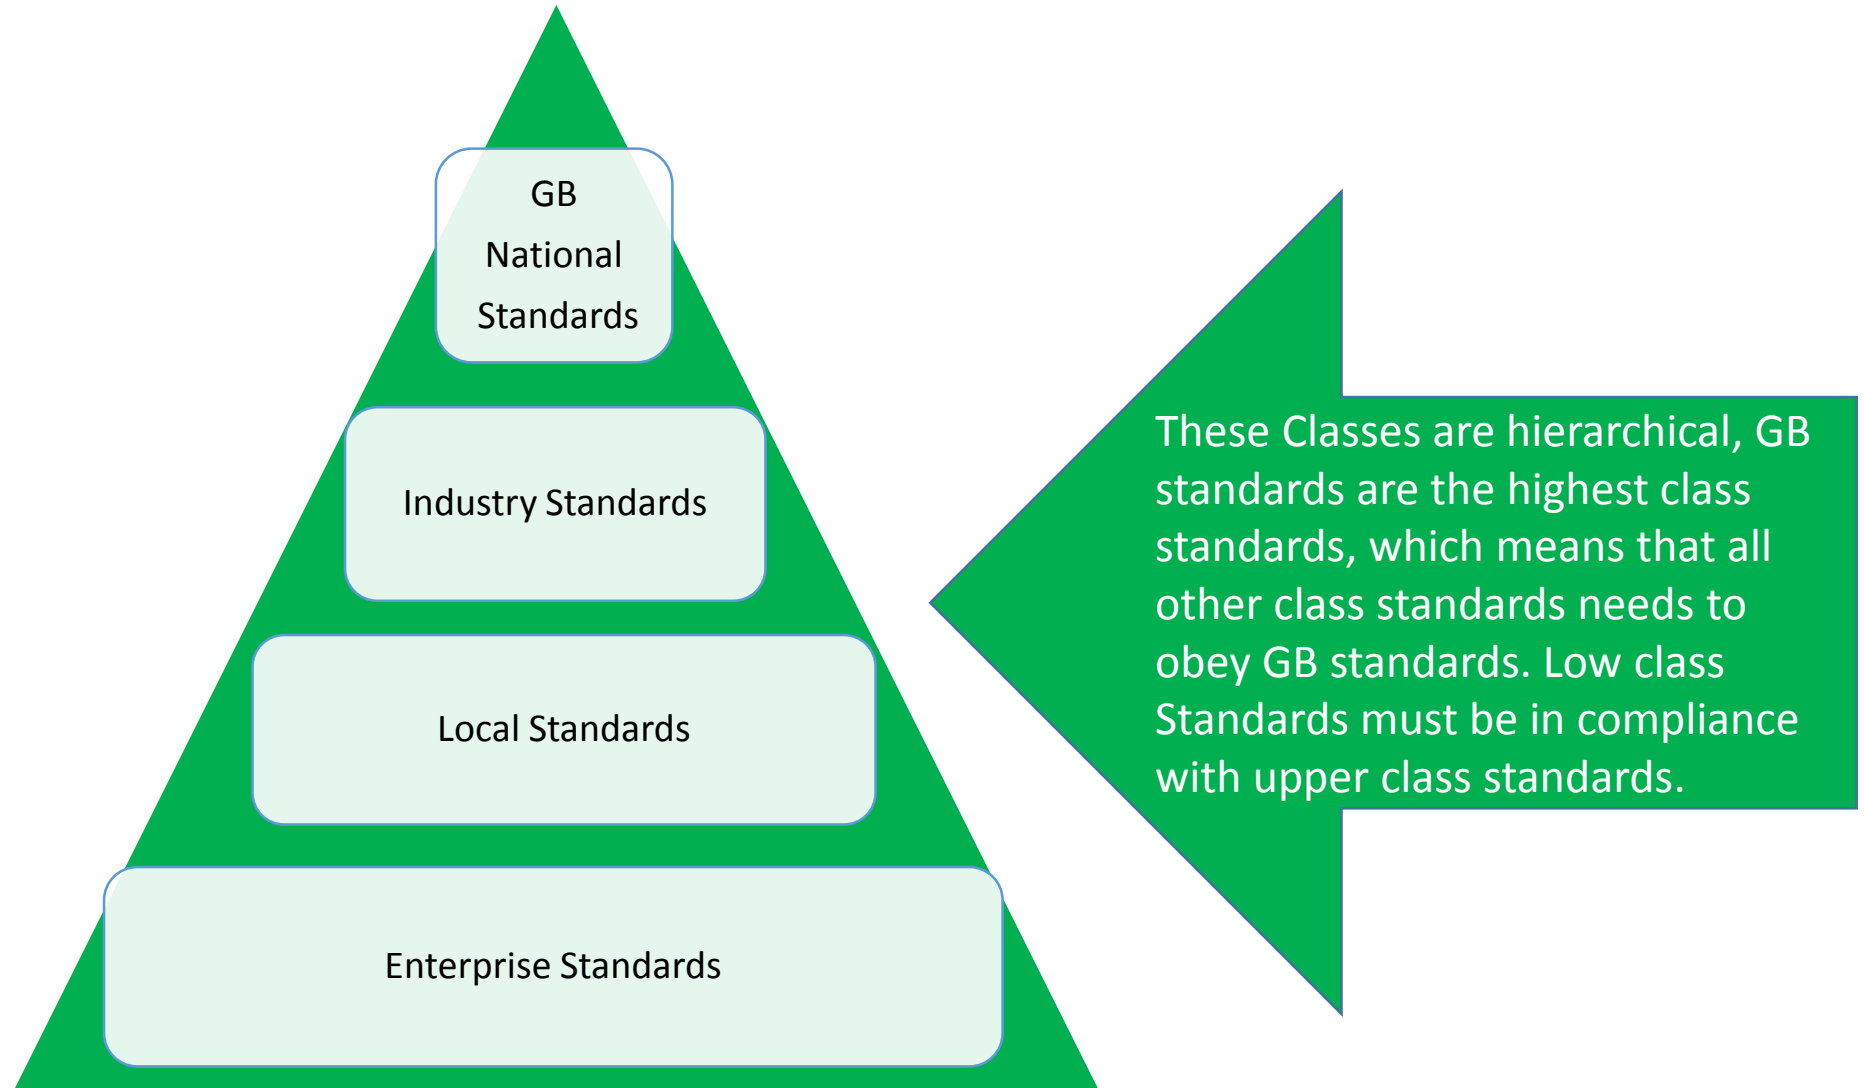 GB
National
Standards
Industry Standards
Local Standards
Enterprise Standards
These Classes are hierarchical, GB
standards are the highest class
standards, which means that all
other class standards needs to
obey GB standards. Low class
Standards must be in compliance
with upper class standards.